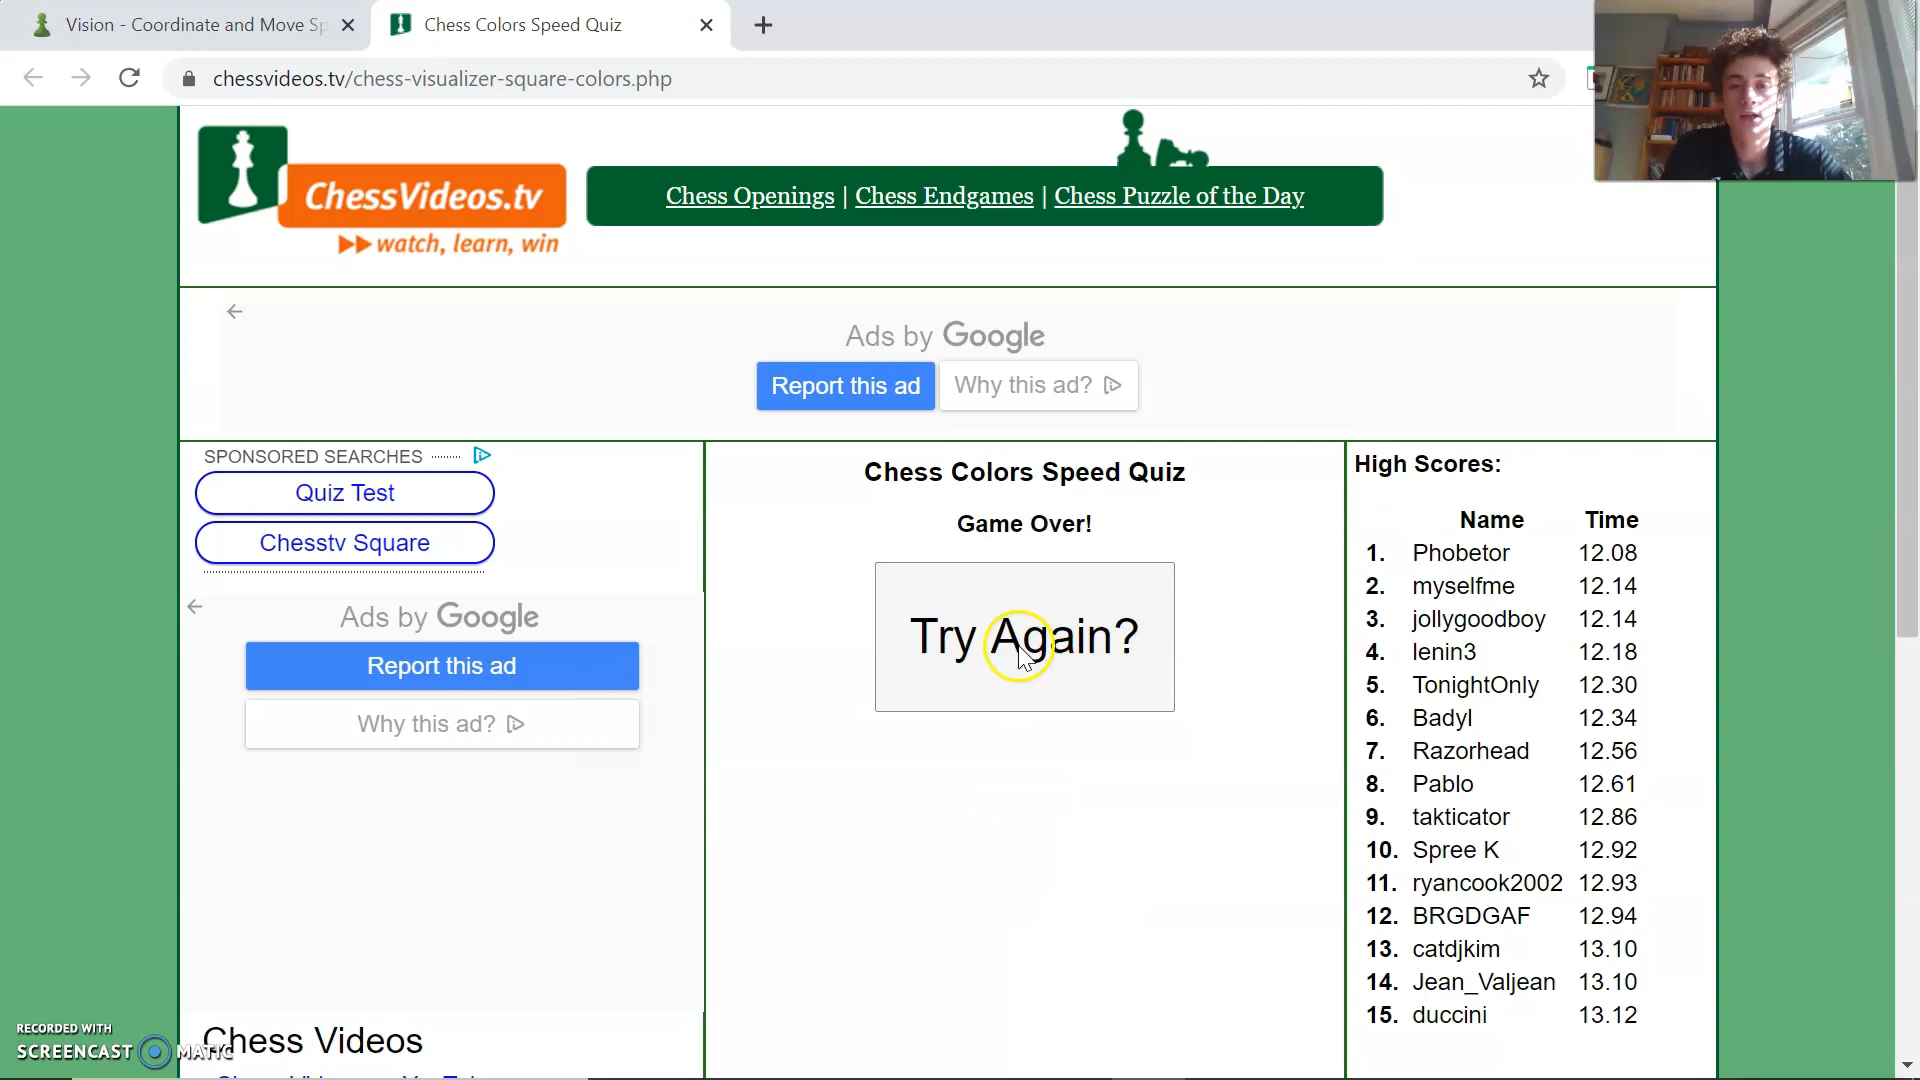 Vision - Coordinate and Move Sp
Chess Colors Speed Quiz
chessvideos.tv/chess-visualizer-square-colors.php
ChessVideos.tv
watch, learn, win
Chess Openings | Chess Endgames | Chess Puzzle of the Day
Ads by Google
Report this ad
Why this ad?
SPONSORED SEARCHES
Quiz Test
Chesstv Square
Ads by Google
Report this ad
Why this ad?
Chess Videos
Chess Colors Speed Quiz
Game Over!
Try Again?
High Scores:
Name Time
1. Phobetor 12.08
2. myselfme 12.14
3. jollygoodboy 12.14
4. lenin3 12.18
5. TonightOnly 12.30
6. Badyl 12.34
7. Razorhead 12.56
8. Pablo 12.61
9. takticator 12.86
10. Spree K 12.92
11. ryancook2002 12.93
12. BRGDGAF 12.94
13. catdjkim 13.10
14. Jean_Valjean 13.10
15. duccini 13.12
RECORDED WITH
SCREENCAST MATIC